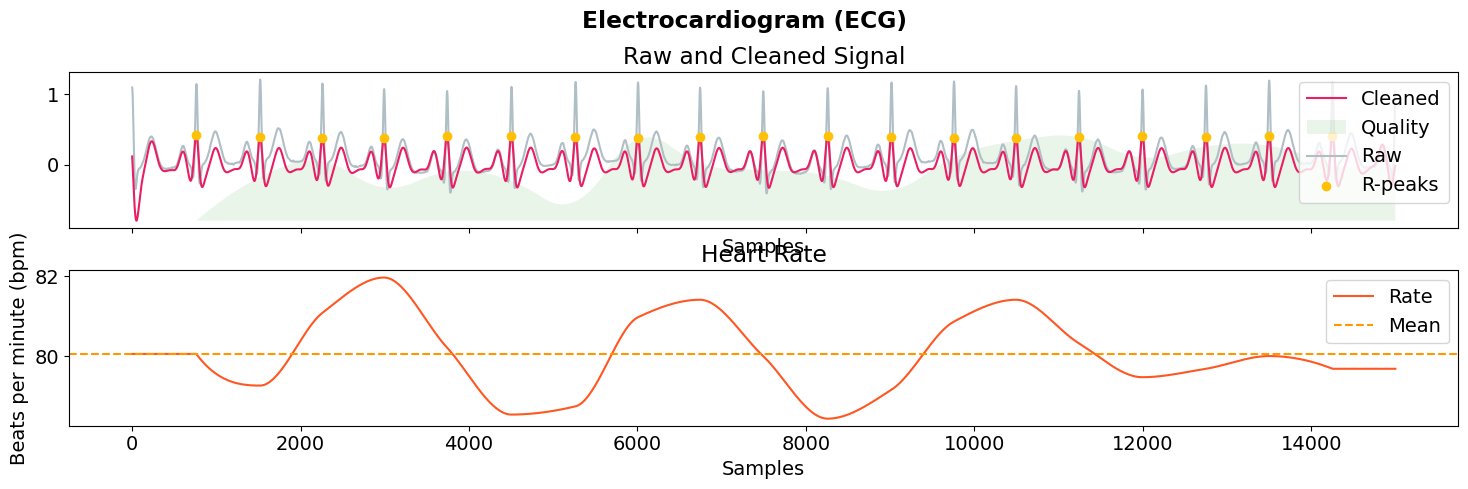 Electrocardiogram (ECG)
Raw and Cleaned Signal
1
0
Cleaned
Quality
Raw
R-peaks
Samples
Heart Rate
Beats per minute (bpm)
82
80
Rate
Mean
0 2000 4000 6000 8000 10000 12000 14000
Samples